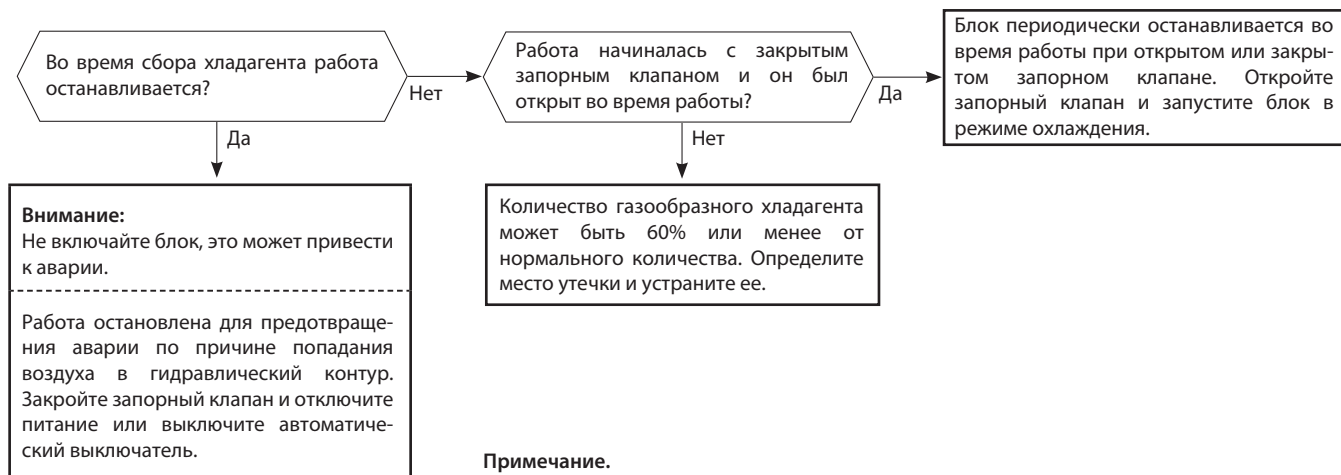 Во время сбора хладагента работа
останавливается?
Нет
Да
Работа начиналась с закрытым
запорным клапаном и он был
открыт во время работы?
Да
Нет
Блок периодически останавливается во
время работы при открытом или закры-
том запорном клапане. Откройте
запорный клапан и запустите блок в
режиме охлаждения.
Внимание:
Не включайте блок, это может привести
к аварии.
Работа остановлена для предотвраще-
ния аварии по причине попадания
воздуха в гидравлический контур.
Закройте запорный клапан и отключите
питание или выключите автоматиче-
ский выключатель.
Количество газообразного хладагента
может быть 60% или менее от
нормального количества. Определите
место утечки и устраните ее.
Примечание.